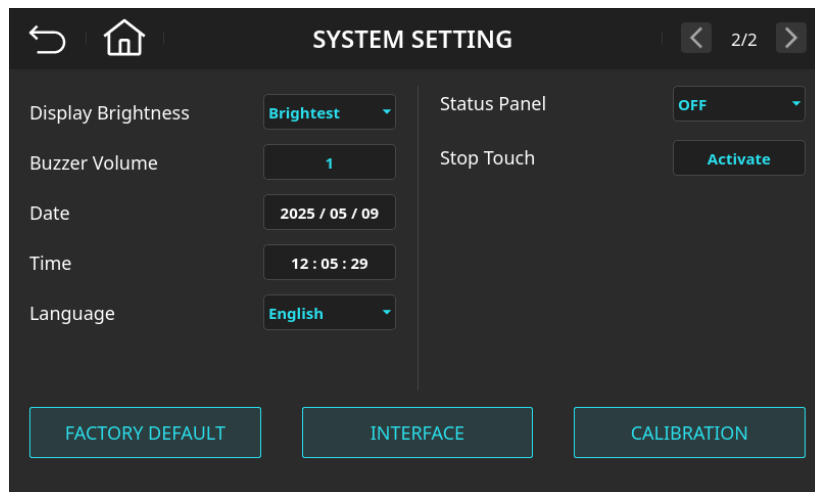 SYSTEM SETTING
2/2
Display Brightness Brightest
Buzzer Volume 1
Date 2025 / 05 / 09
Time 12 : 05 : 29
Language English
Status Panel OFF
Stop Touch Activate
FACTORY DEFAULT
INTERFACE
CALIBRATION